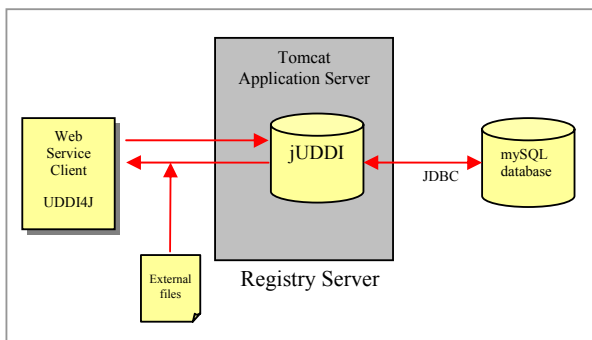 Tomcat
Application Server
Web
Service
Client
UDDI4J
jUDDI
JDBC
mySQL
database
External
files
Registry Server